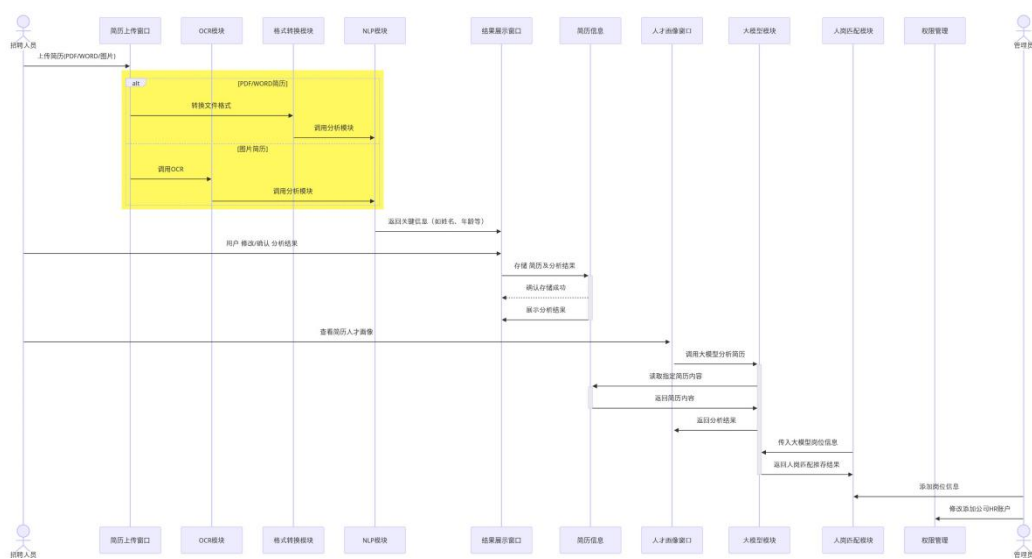 招聘人员
简历上传窗口
OCR模块
格式转换模块
NLP模块
结果展示窗口
简历信息
人才画像窗口
大模型模块
人岗匹配模块
权限管理
管理员
上传简历(PDF/WORD/图片)
alt
[PDF/WORD简历]
转换文件格式
调用分析模块
[图片简历]
调用OCR
调用分析模块
返回关键信息（如姓名、年龄等）
用户 修改/确认 分析结果
存储 简历及分析结果
确认存储成功
展示分析结果
查看简历人才画像
调用大模型分析简历
读取指定简历内容
返回简历内容
返回分析结果
传入大模型岗位信息
返回人岗匹配推荐结果
添加岗位信息
修改添加公司HR账户
招聘人员
简历上传窗口
OCR模块
格式转换模块
NLP模块
结果展示窗口
简历信息
人才画像窗口
大模型模块
人岗匹配模块
权限管理
管理员